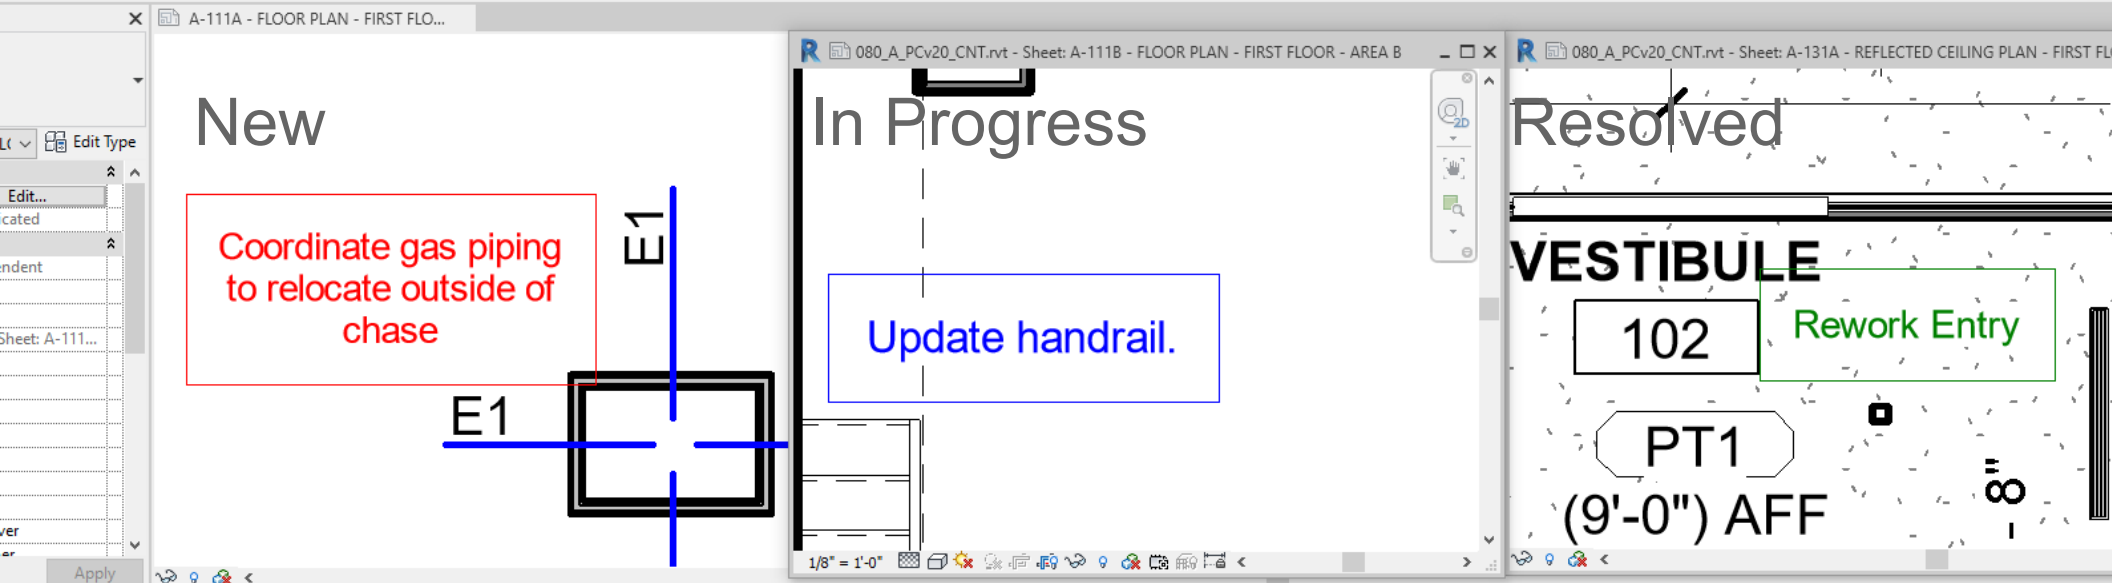 A-111A - FLOOR PLAN - FIRST FLO...
Edit Type
Edit...
Sheet: A-111...
Apply
New
Coordinate gas piping
to relocate outside of
chase
E1
E1
080_A_PCv20_CNT.rvt - Sheet: A-111B - FLOOR PLAN - FIRST FLOOR - AREA B
In Progress
2D
Update handrail.
1/8" = 1'-0"
080_A_PCv20_CNT.rvt - Sheet: A-131A - REFLECTED CEILING PLAN - FIRST FL
Resolved
VESTIBULE
102
Rework Entry
PT1
(9'-0") AFF
- 8"